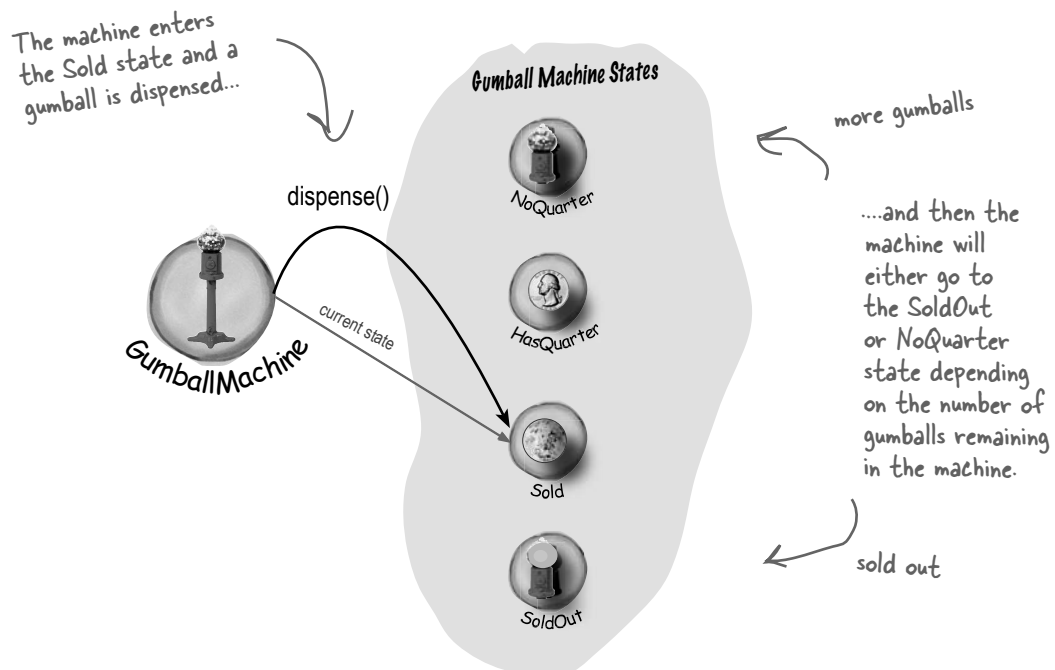 The machine enters
the Sold state and a
gumball is dispensed...
Gumball Machine States
more gumballs
NoQuarter
dispense()
....and then the
machine will
either go to
the SoldOut
or NoQuarter
state depending
on the number of
gumballs remaining
in the machine.
current state
HasQuarter
GumballMachine
Sold
sold out
SoldOut